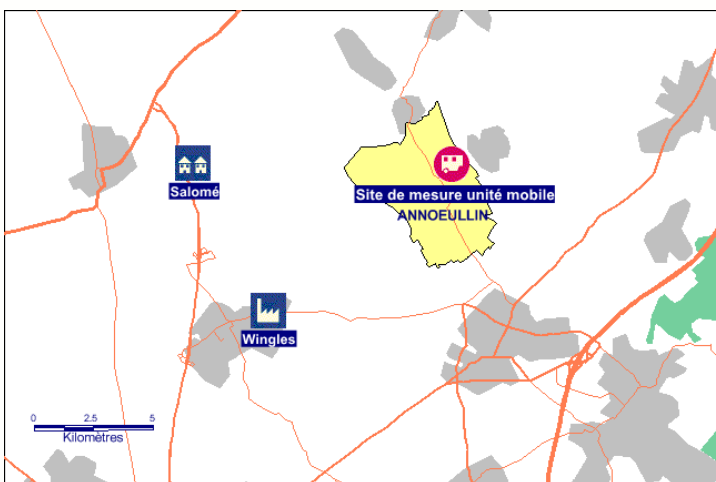 Salomé
Site de mesure unité mobile
ANNOEULLIN
Wingles
0 2.5 5
Kilomètres